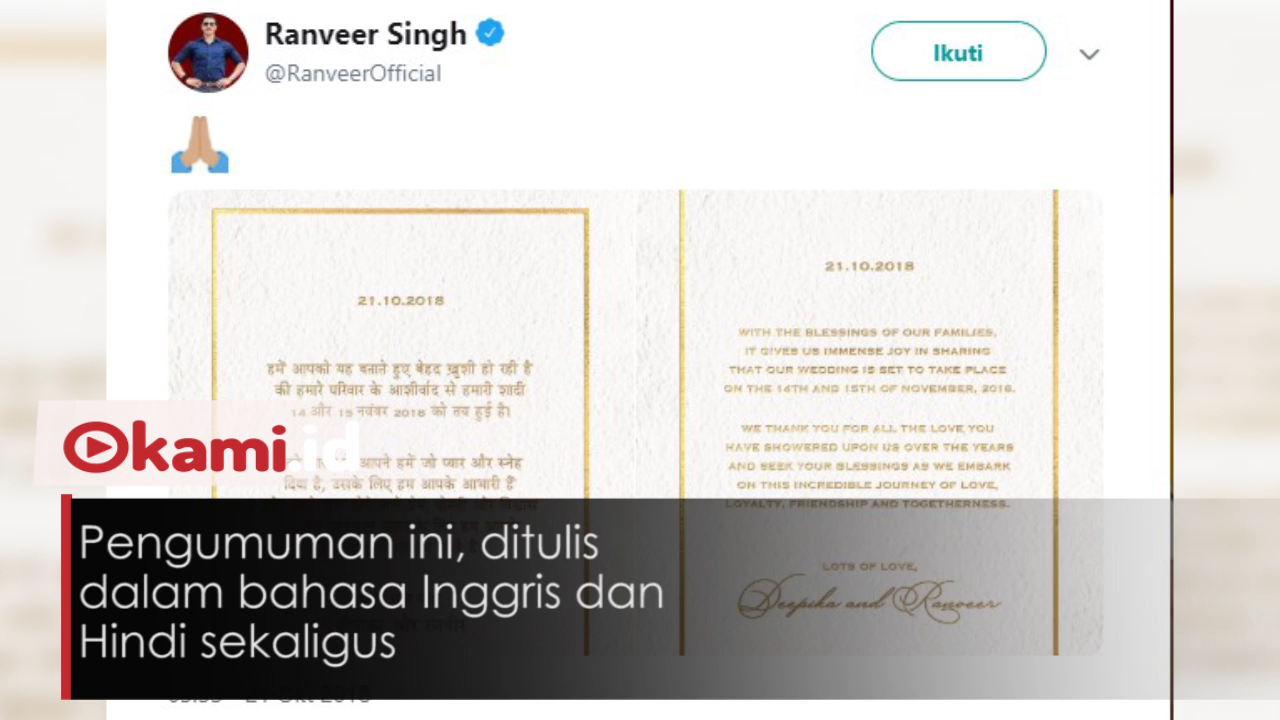 Ranveer Singh
@RanveerOfficial
Ikuti
21.10.2018
हमें आपको यह बताते हुए बेहद ख़ुशी हो रही है
की हमारे परिवार के आशीर्वाद से हमारी शादी
14 और 15 नवंबर 2018 को तय हुई है।
आपने हमें जो प्यार और स्नेह
दिया है, उसके लिए हम आपके आभारी हैं
21.10.2018
WITH THE BLESSINGS OF OUR FAMILIES,
IT GIVES US IMMENSE JOY IN SHARING
THAT OUR WEDDING IS SET TO TAKE PLACE
ON THE 14TH AND 15TH OF NOVEMBER, 2018.
WE THANK YOU FOR ALL THE LOVE YOU
HAVE SHOWERED UPON US OVER THE YEARS
AND SEEK YOUR BLESSINGS AS WE EMBARK
ON THIS INCREDIBLE JOURNEY OF LOVE,
LOYALTY, FRIENDSHIP AND TOGETHERNESS.
LOTS OF LOVE,
Deepika and Ranveer
Okami.id
Pengumuman ini, ditulis
dalam bahasa Inggris dan
Hindi sekaligus